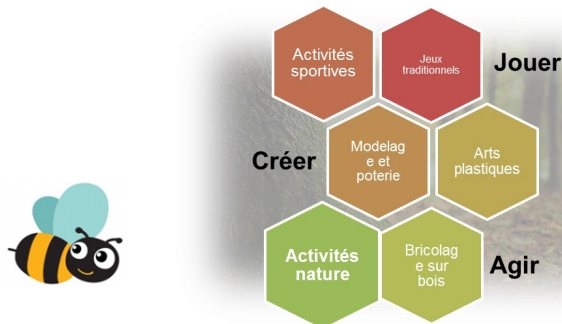 Activités
sportives
Jeux
traditionnels
Jouer
Créer
Modelag
e et
poterie
Arts
plastiques
Activités
nature
Bricolag
e sur
bois
Agir